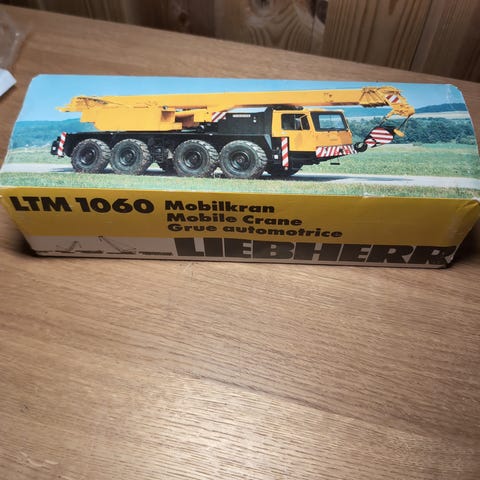 LTM 1060
Mobilkran
Mobile Crane
Grue automotrice
LIEBHERR